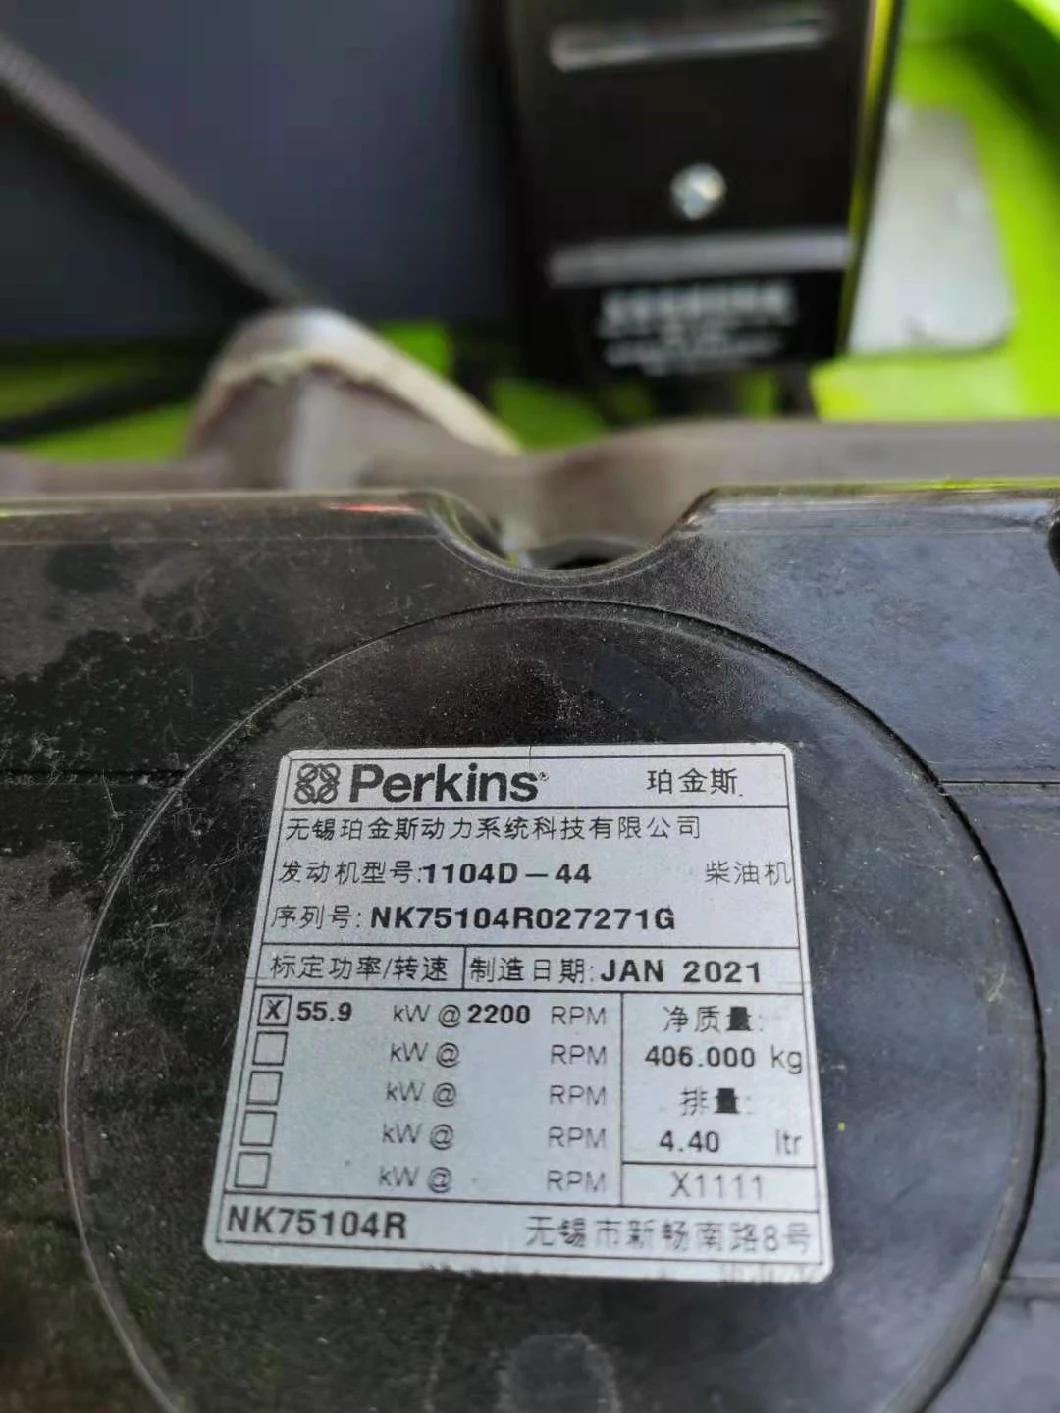 Perkins 珀金斯
无锡珀金斯动力系统科技有限公司
发动机型号:1104D-44 柴油机
序列号: NK75104R027271G
标定功率/转速 制造日期:JAN 2021
X 55.9 kW @ 2200 RPM 净质量:
kW @ RPM 406.000 kg
kW @ RPM 排量:
kW @ RPM 4.40 ltr
kW @ RPM X1111
NK75104R 无锡市新畅南路8号